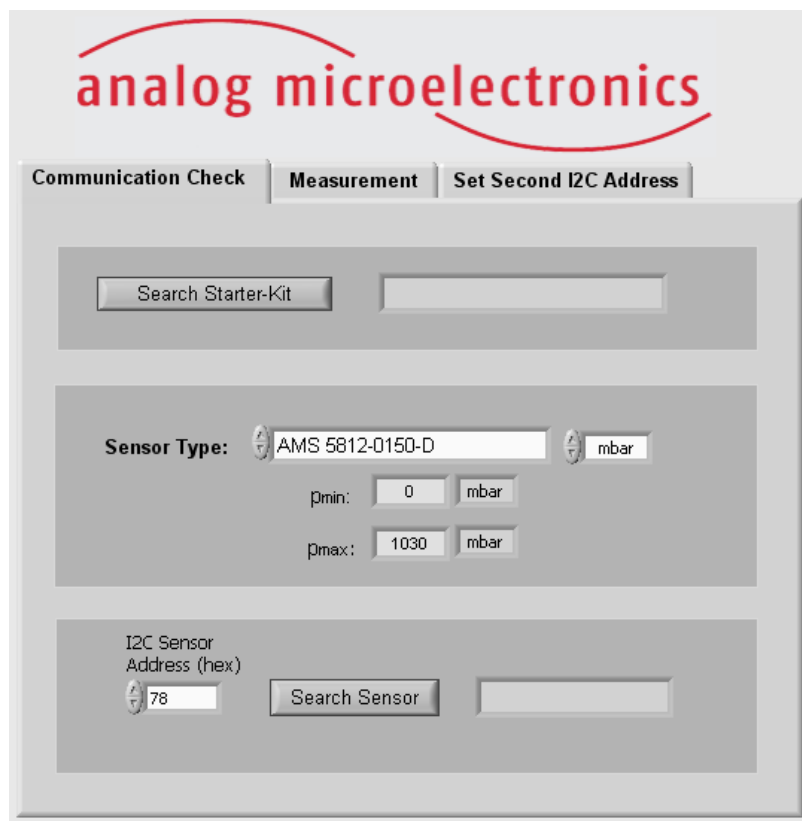 analog microelectronics
Communication Check
Measurement
Set Second I2C Address
Search Starter-Kit
Sensor Type:
AMS 5812-0150-D
mbar
pmin:
0
mbar
pmax:
1030
mbar
I2C Sensor
Address (hex)
78
Search Sensor